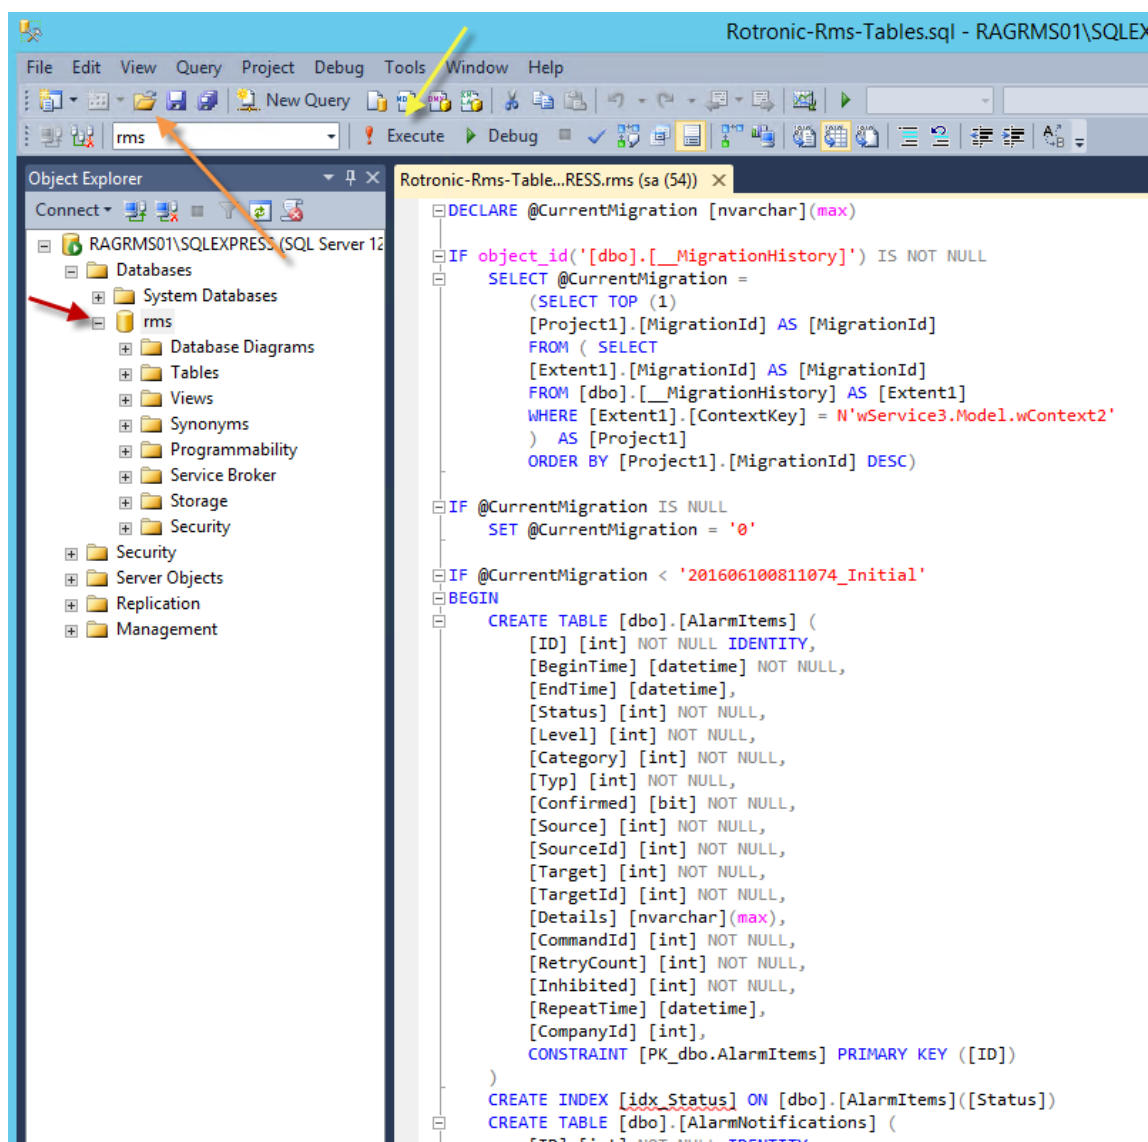 Rotronic-Rms-Tables.sql - RAGRMS01\SQLEX
File Edit View Query Project Debug Tools Window Help
New Query
rms Execute Debug
Object Explorer
Connect
RAGRMS01\SQLEXPRESS (SQL Server 12
Databases
System Databases
rms
Database Diagrams
Tables
Views
Synonyms
Programmability
Service Broker
Storage
Security
Security
Server Objects
Replication
Management
Rotronic-Rms-Table...RESS.rms (sa (54))
DECLARE @CurrentMigration [nvarchar](max)
IF object_id('[dbo].[__MigrationHistory]') IS NOT NULL
SELECT @CurrentMigration =
(SELECT TOP (1)
[Project1].[MigrationId] AS [MigrationId]
FROM ( SELECT
[Extent1].[MigrationId] AS [MigrationId]
FROM [dbo].[__MigrationHistory] AS [Extent1]
WHERE [Extent1].[ContextKey] = N'wService3.Model.wContext2'
) AS [Project1]
ORDER BY [Project1].[MigrationId] DESC)
IF @CurrentMigration IS NULL
SET @CurrentMigration = '0'
IF @CurrentMigration < '201606100811074_Initial'
BEGIN
CREATE TABLE [dbo].[AlarmItems] (
[ID] [int] NOT NULL IDENTITY,
[BeginTime] [datetime] NOT NULL,
[EndTime] [datetime],
[Status] [int] NOT NULL,
[Level] [int] NOT NULL,
[Category] [int] NOT NULL,
[Typ] [int] NOT NULL,
[Confirmed] [bit] NOT NULL,
[Source] [int] NOT NULL,
[SourceId] [int] NOT NULL,
[Target] [int] NOT NULL,
[TargetId] [int] NOT NULL,
[Details] [nvarchar](max),
[CommandId] [int] NOT NULL,
[RetryCount] [int] NOT NULL,
[Inhibited] [int] NOT NULL,
[RepeatTime] [datetime],
[CompanyId] [int],
CONSTRAINT [PK_dbo.AlarmItems] PRIMARY KEY ([ID])
)
CREATE INDEX [idx_Status] ON [dbo].[AlarmItems]([Status])
CREATE TABLE [dbo].[AlarmNotifications] (
[ID] [int] NOT NULL IDENTITY,